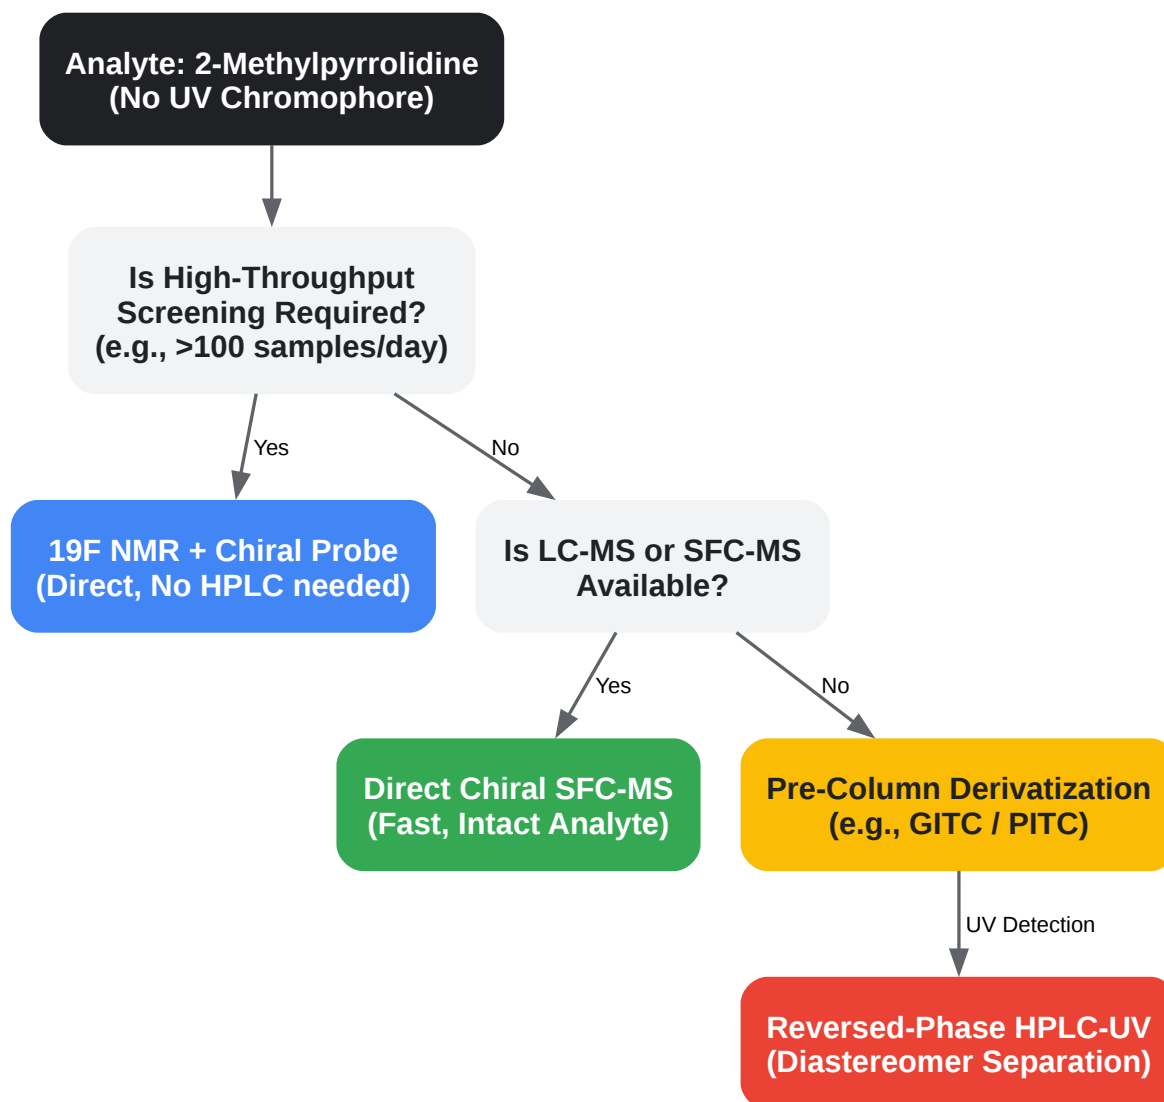 Analyte: 2-Methylpyrrolidine
(No UV Chromophore)
Is High-Throughput
Screening Required?
(e.g., >100 samples/day)
Yes
No
19F NMR + Chiral Probe
(Direct, No HPLC needed)
Is LC-MS or SFC-MS
Available?
Yes
No
Direct Chiral SFC-MS
(Fast, Intact Analyte)
Pre-Column Derivatization
(e.g., GITC / PITC)
UV Detection
Reversed-Phase HPLC-UV
(Diastereomer Separation)